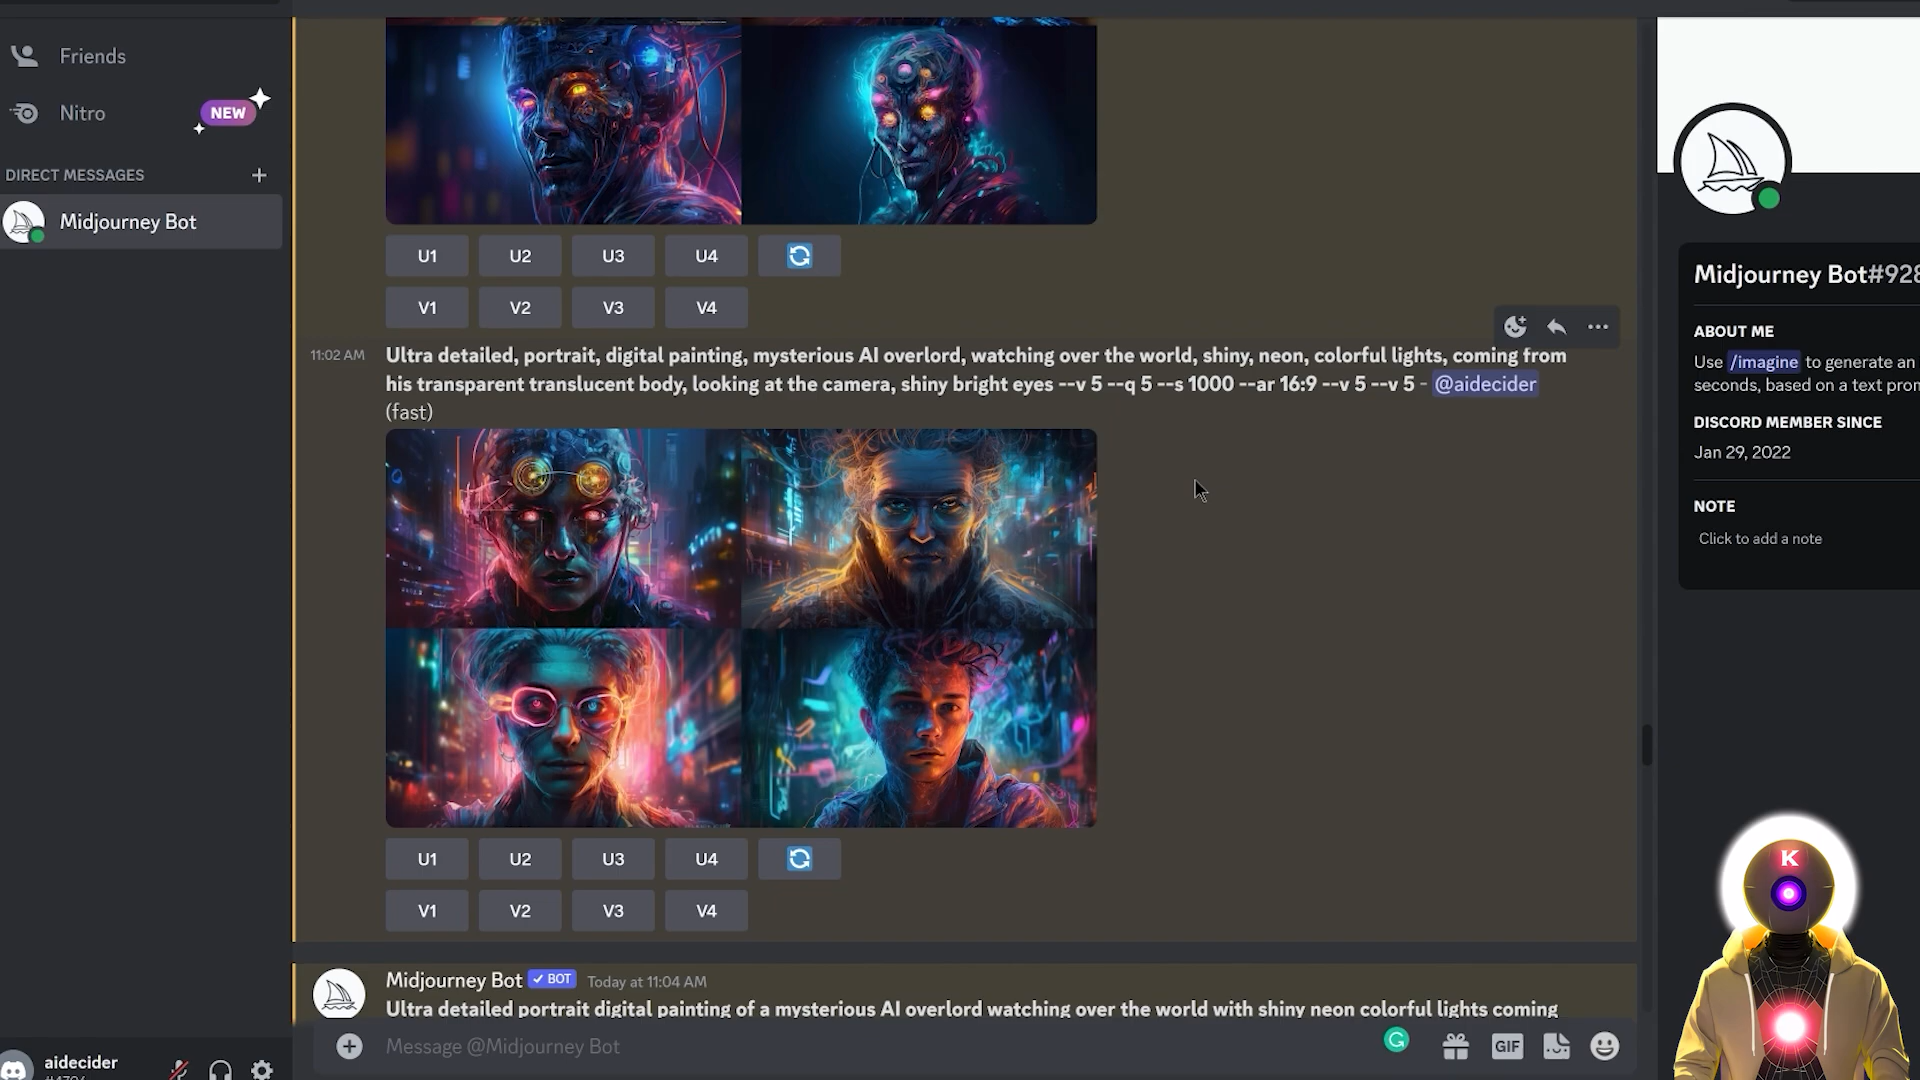 Friends
Nitro
NEW
DIRECT MESSAGES
Midjourney Bot
U1 U2 U3 U4
V1 V2 V3 V4
11:02 AM
Ultra detailed, portrait, digital painting, mysterious AI overlord, watching over the world, shiny, neon, colorful lights, coming from
his transparent translucent body, looking at the camera, shiny bright eyes --v 5 --q 5 --s 1000 --ar 16:9 --v 5 --v 5 - @aidecider
(fast)
U1 U2 U3 U4
V1 V2 V3 V4
Midjourney Bot ✓ BOT Today at 11:04 AM
Ultra detailed portrait digital painting of a mysterious AI overlord watching over the world with shiny neon colorful lights coming
Message @Midjourney Bot
GIF
aidecider
Midjourney Bot#928
ABOUT ME
Use /imagine to generate an
seconds, based on a text pron
DISCORD MEMBER SINCE
Jan 29, 2022
NOTE
Click to add a note
K